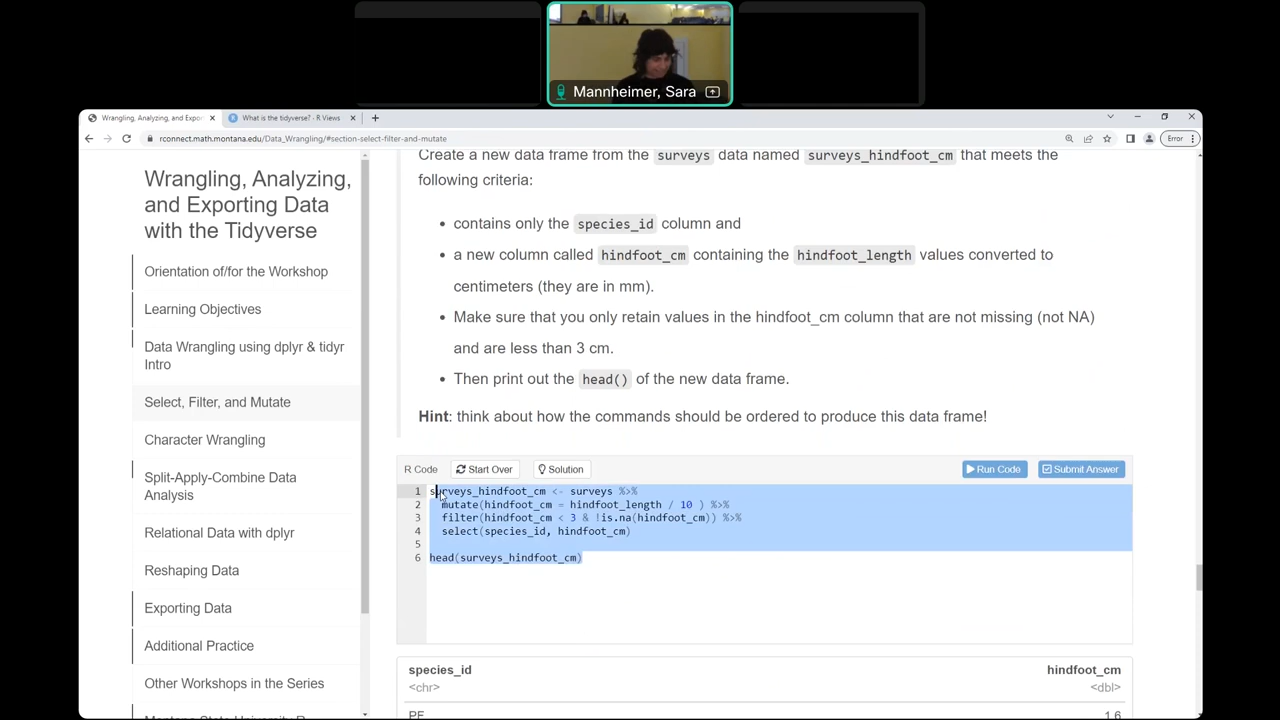 Mannheimer, Sara
Wrangling, Analyzing, and Expor
What is the tidyverse? - R Views
rconnect.math.montana.edu/Data_Wrangling/#section-select-filter-and-mutate
Error
Wrangling, Analyzing,
and Exporting Data
with the Tidyverse
Orientation of/for the Workshop
Learning Objectives
Data Wrangling using dplyr & tidyr
Intro
Select, Filter, and Mutate
Character Wrangling
Split-Apply-Combine Data
Analysis
Relational Data with dplyr
Reshaping Data
Exporting Data
Additional Practice
Other Workshops in the Series
Montana State University R
Create a new data frame from the surveys data named surveys_hindfoot_cm that meets the
following criteria:
• contains only the species_id column and
• a new column called hindfoot_cm containing the hindfoot_length values converted to
centimeters (they are in mm).
• Make sure that you only retain values in the hindfoot_cm column that are not missing (not NA)
and are less than 3 cm.
• Then print out the head() of the new data frame.
Hint: think about how the commands should be ordered to produce this data frame!
R Code Start Over Solution Run Code Submit Answer
1 surveys_hindfoot_cm <- surveys %>%
2 mutate(hindfoot_cm = hindfoot_length / 10 ) %>%
3 filter(hindfoot_cm < 3 & !is.na(hindfoot_cm)) %>%
4 select(species_id, hindfoot_cm)
5
6 head(surveys_hindfoot_cm)
species_id hindfoot_cm
<chr> <dbl>
PF 1.6